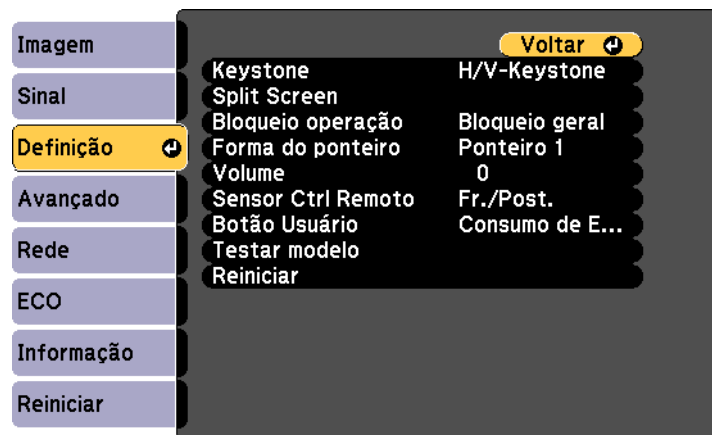 Imagem
Sinal
Definição
Avançado
Rede
ECO
Informação
Reiniciar
Voltar
Keystone H/V-Keystone
Split Screen
Bloqueio operação Bloqueio geral
Forma do ponteiro Ponteiro 1
Volume 0
Sensor Ctrl Remoto Fr./Post.
Botão Usuário Consumo de E...
Testar modelo
Reiniciar